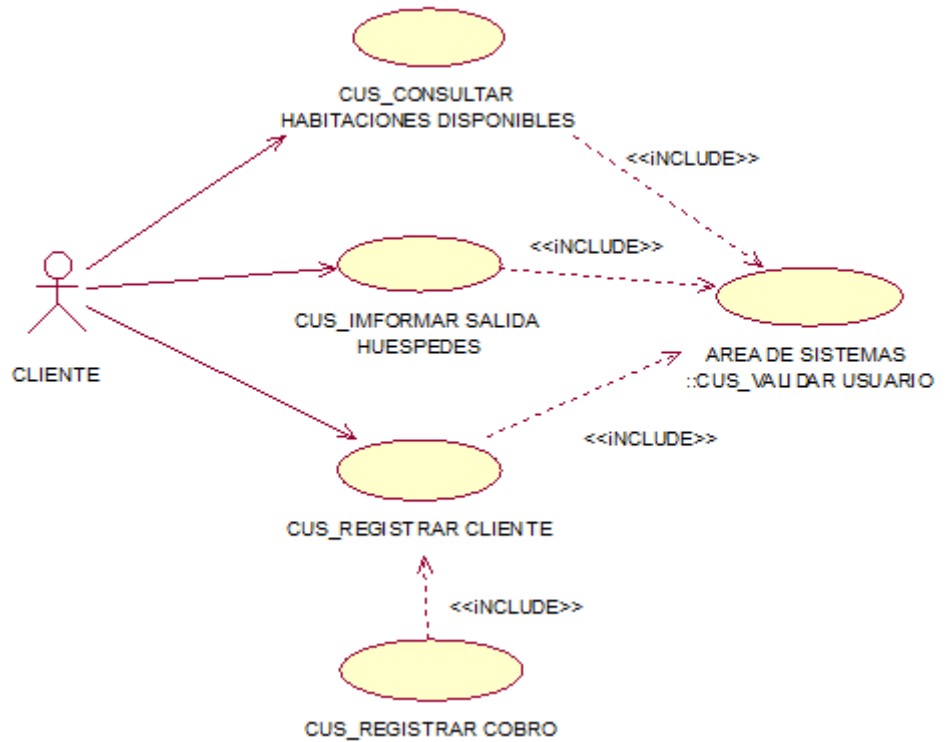 CUS_CONSULTAR
HABITACIONES DISPONIBLES
<<iNCLUDE>>
<<iNCLUDE>>
CUS_IMFORMAR SALIDA
HUESPEDES
CLIENTE
AREA DE SISTEMAS
::CUS_VALIDAR USUARIO
<<iNCLUDE>>
CUS_REGISTRAR CLIENTE
<<iNCLUDE>>
CUS_REGISTRAR COBRO